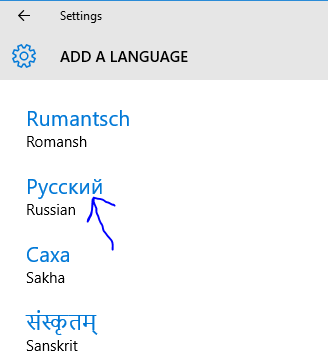 Settings
ADD A LANGUAGE
Rumantsch
Romansh
Русский
Russian
Саха
Sakha
संस्कृतम्
Sanskrit